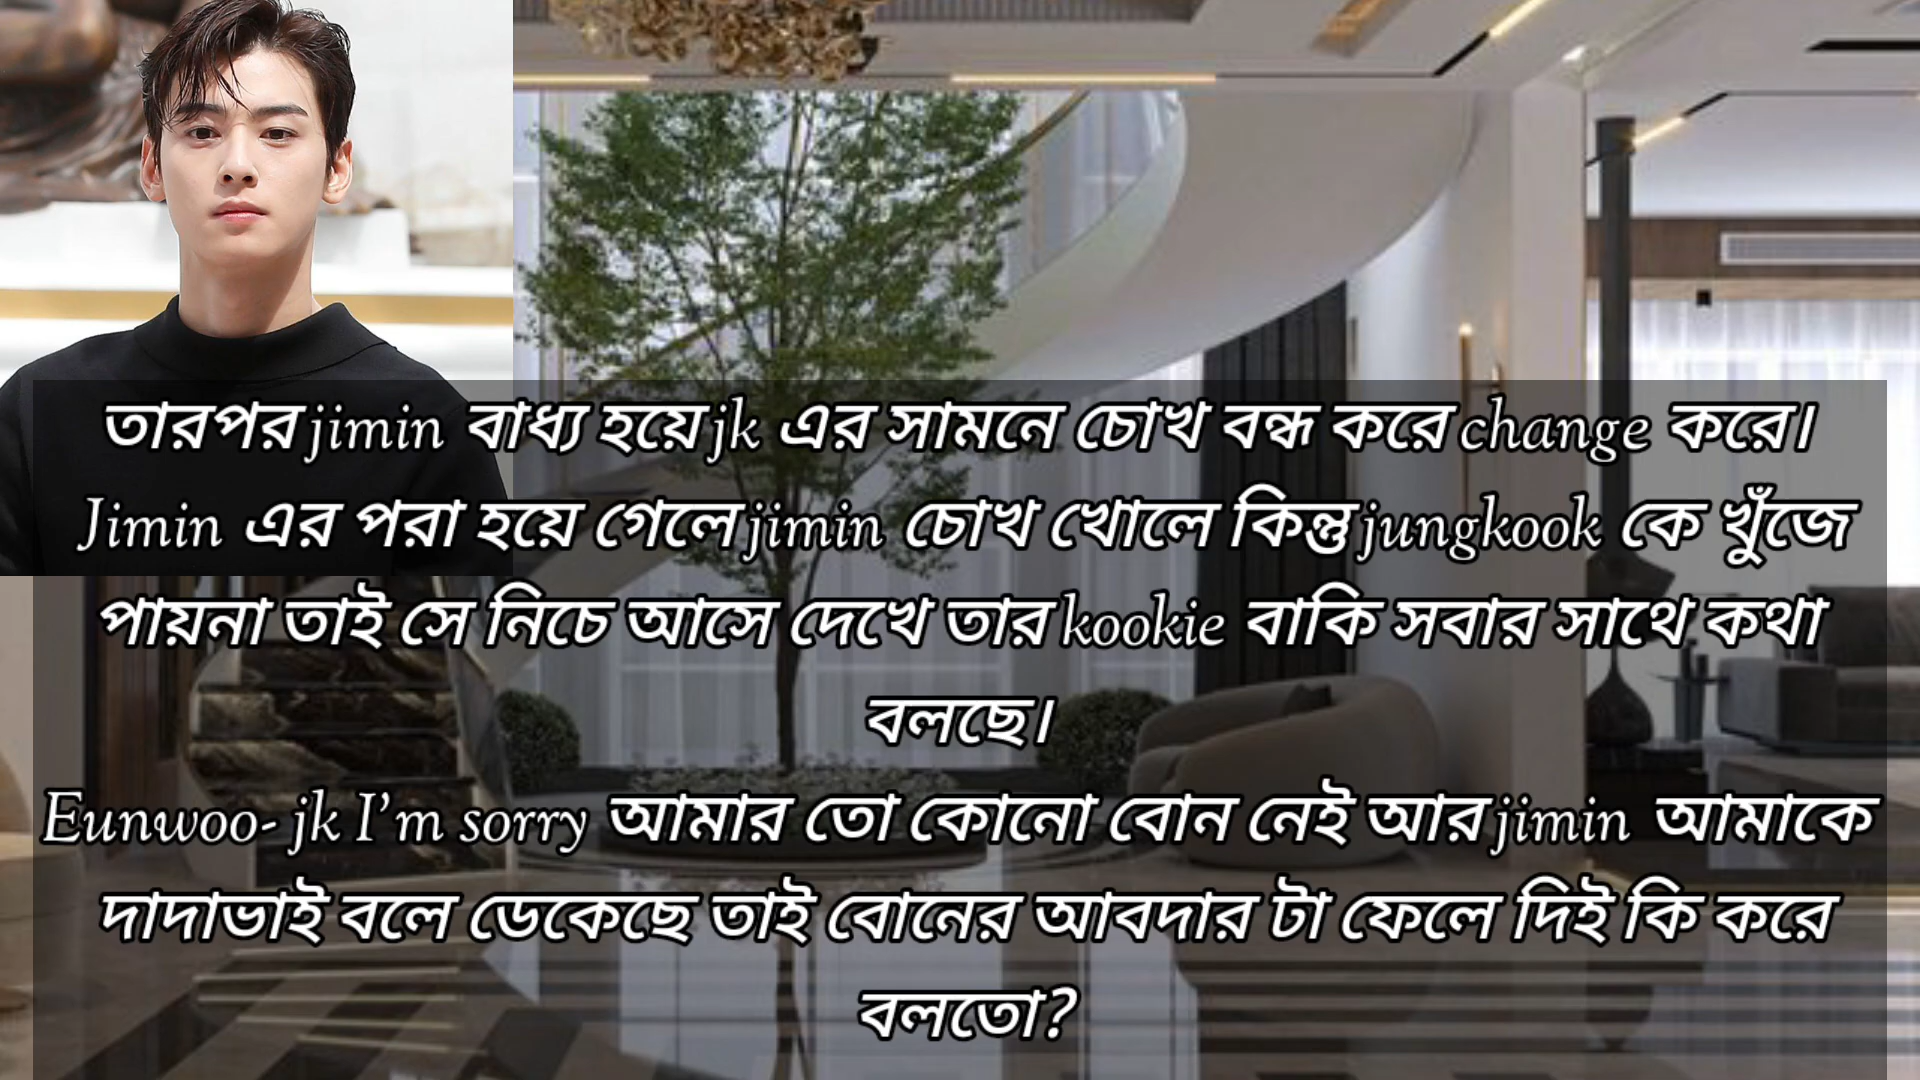 তারপর jimin বাধ্য হয়ে jk এর সামনে চোখ বন্ধ করে change করে।
Jimin এর পরা হয়ে গেলে jimin চোখ খোলে কিন্তু jungkook কে খুঁজে
পায়না তাই সে নিচে আসে দেখে তার kookie বাকি সবার সাথে কথা
বলছে।
Eunwoo- jk I'm sorry আমার তো কোনো বোন নেই আর jimin আমাকে
দাদাভাই বলে ডেকেছে তাই বোনের আবদার টা ফেলে দিই কি করে
বলতো?